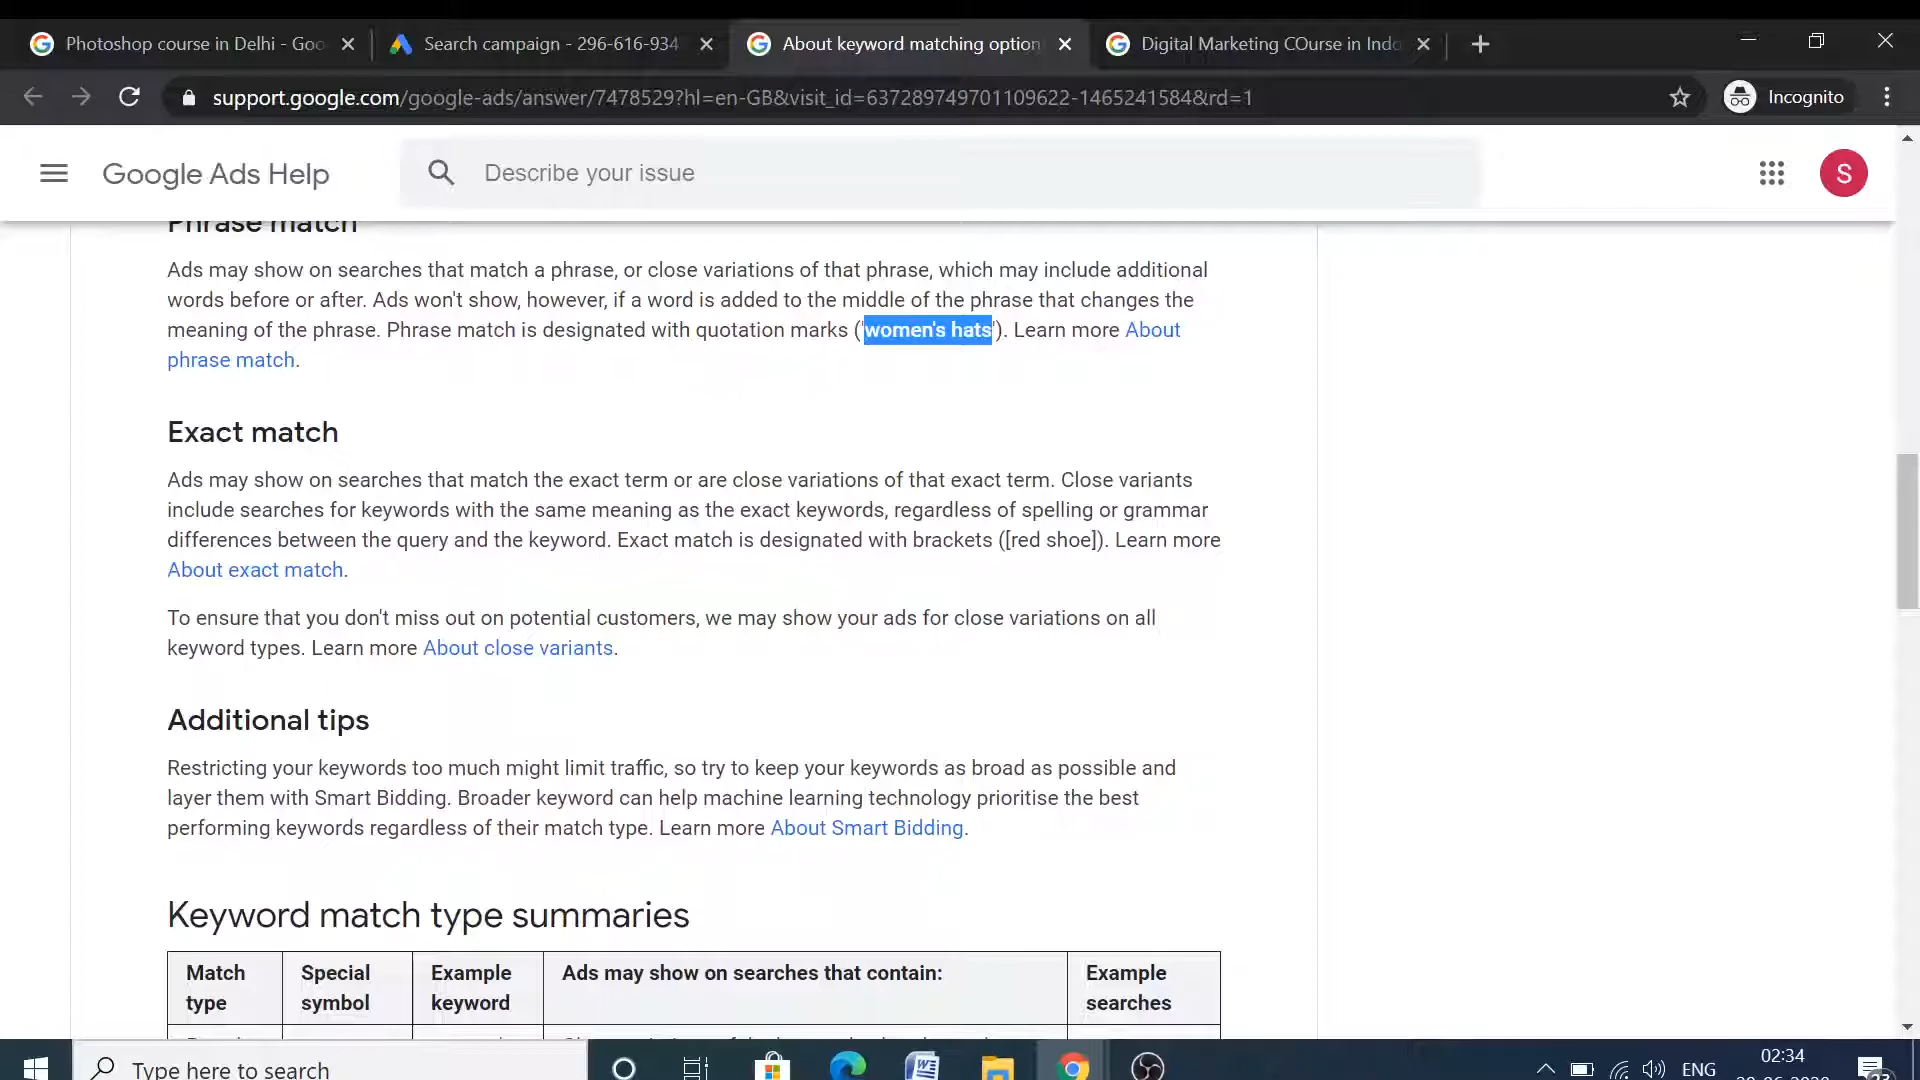 Photoshop course in Delhi - Goo
Search campaign - 296-616-934
About keyword matching option
Digital Marketing COurse in Indo
support.google.com/google-ads/answer/7478529?hl=en-GB&visit_id=637289749701109622-1465241584&rd=1
Incognito
Google Ads Help
Describe your issue
S
Phrase match
Ads may show on searches that match a phrase, or close variations of that phrase, which may include additional
words before or after. Ads won't show, however, if a word is added to the middle of the phrase that changes the
meaning of the phrase. Phrase match is designated with quotation marks ('women's hats'). Learn more About
phrase match.
Exact match
Ads may show on searches that match the exact term or are close variations of that exact term. Close variants
include searches for keywords with the same meaning as the exact keywords, regardless of spelling or grammar
differences between the query and the keyword. Exact match is designated with brackets ([red shoe]). Learn more
About exact match.
To ensure that you don't miss out on potential customers, we may show your ads for close variations on all
keyword types. Learn more About close variants.
Additional tips
Restricting your keywords too much might limit traffic, so try to keep your keywords as broad as possible and
layer them with Smart Bidding. Broader keyword can help machine learning technology prioritise the best
performing keywords regardless of their match type. Learn more About Smart Bidding.
Keyword match type summaries
Match type
Special symbol
Example keyword
Ads may show on searches that contain:
Example searches
Type here to search
ENG
02:34